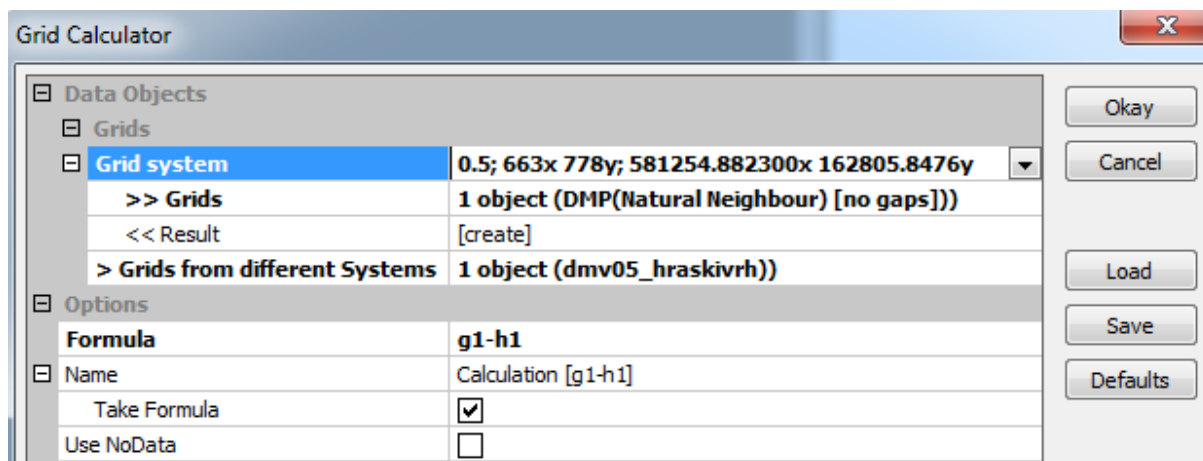 Grid Calculator
Data Objects
Grids
Grid system 0.5; 663x 778y; 581254.882300x 162805.8476y
>> Grids 1 object (DMP(Natural Neighbour) [no gaps]))
<< Result [create]
> Grids from different Systems 1 object (dmv05_hraskivrh))
Options
Formula g1-h1
Name Calculation [g1-h1]
Take Formula
Use NoData
Okay
Cancel
Load
Save
Defaults